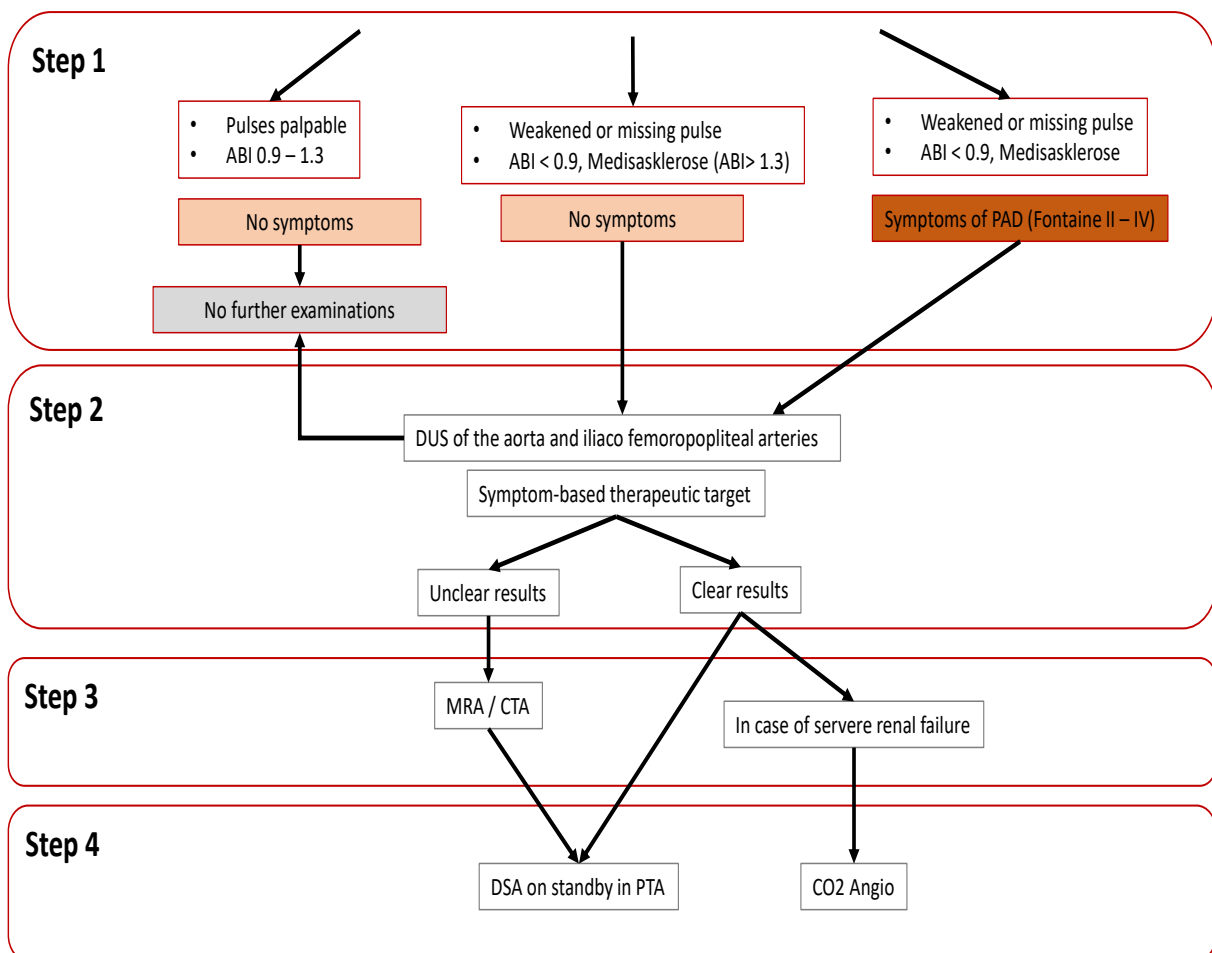 Step 1
• Pulses palpable
• ABI 0.9 – 1.3
• Weakened or missing pulse
• ABI < 0.9, Medisasklerose (ABI> 1.3)
• Weakened or missing pulse
• ABI < 0.9, Medisasklerose
No symptoms
No symptoms
Symptoms of PAD (Fontaine II – IV)
No further examinations
Step 2
DUS of the aorta and iliaco femoropopliteal arteries
Symptom-based therapeutic target
Unclear results
Clear results
Step 3
MRA / CTA
In case of servere renal failure
Step 4
DSA on standby in PTA
CO2 Angio